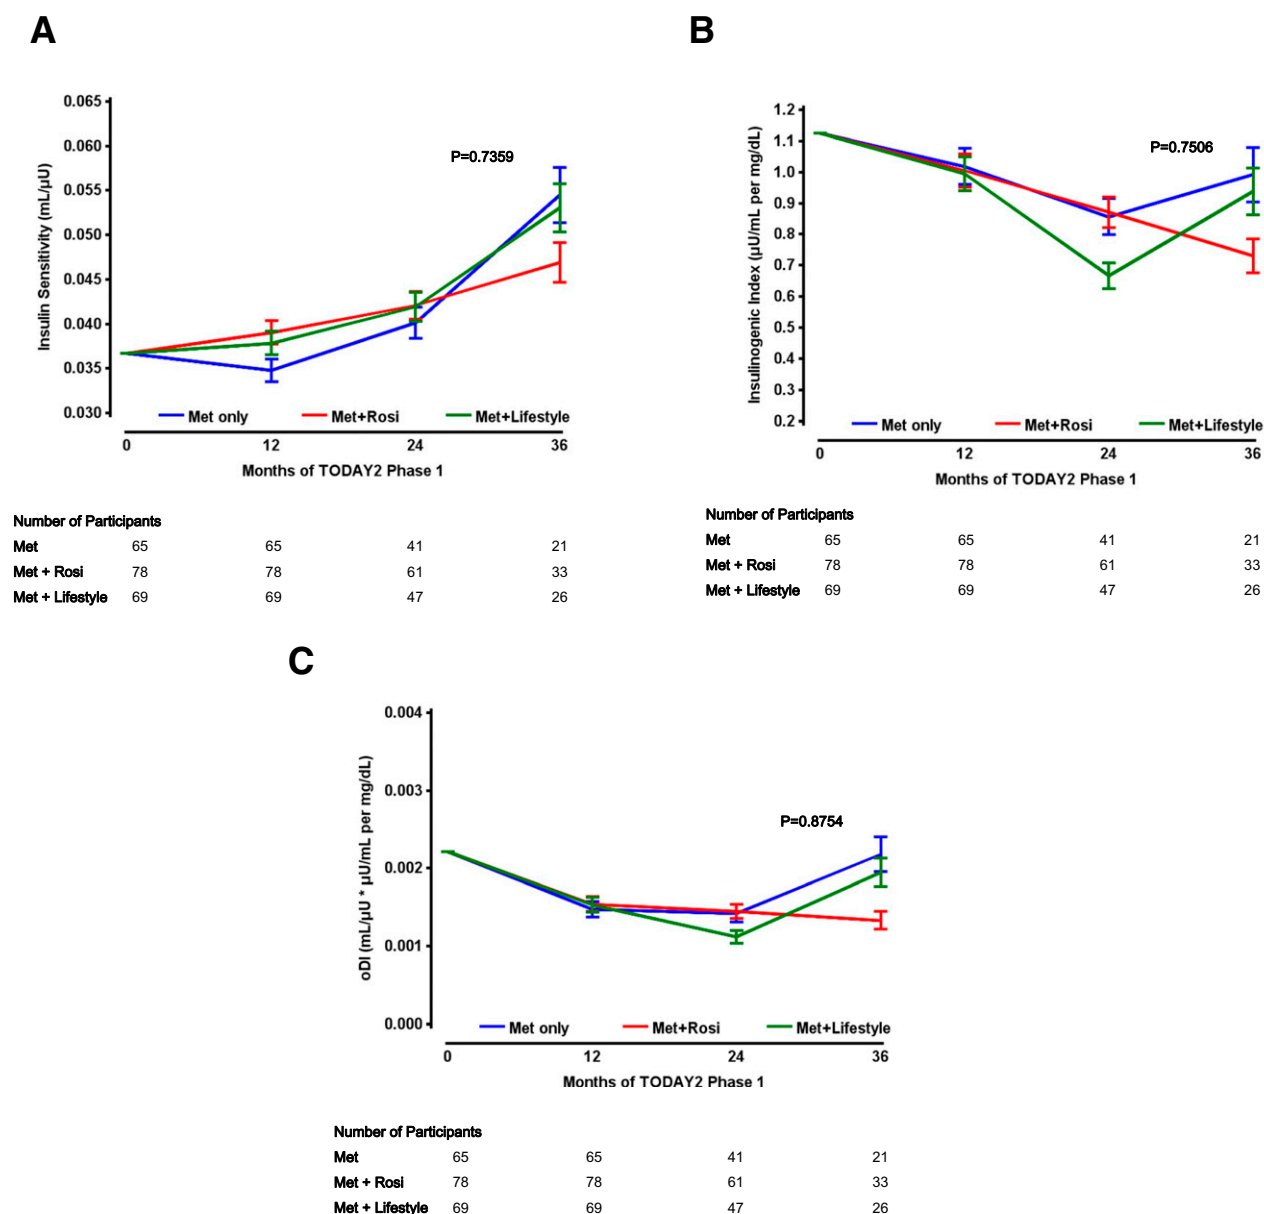 A
0.065
0.060
0.055
0.050
0.045
0.040
0.035
0.030
Insulin Sensitivity (mL/µU)
P=0.7359
Met only Met+Rosi Met+Lifestyle
0 12 24 36
Months of TODAY2 Phase 1
Number of Participants
Met 65 65 41 21
Met + Rosi 78 78 61 33
Met + Lifestyle 69 69 47 26
B
1.2
1.1
1.0
0.9
0.8
0.7
0.6
0.5
0.4
0.3
0.2
Insulinogenic Index (µU/mL per mg/dL)
P=0.7506
Met only Met+Rosi Met+Lifestyle
0 12 24 36
Months of TODAY2 Phase 1
Number of Participants
Met 65 65 41 21
Met + Rosi 78 78 61 33
Met + Lifestyle 69 69 47 26
C
0.004
0.003
0.002
0.001
0.000
oDI (mL/µU * µU/mL per mg/dL)
P=0.8754
Met only Met+Rosi Met+Lifestyle
0 12 24 36
Months of TODAY2 Phase 1
Number of Participants
Met 65 65 41 21
Met + Rosi 78 78 61 33
Met + Lifestyle 69 69 47 26